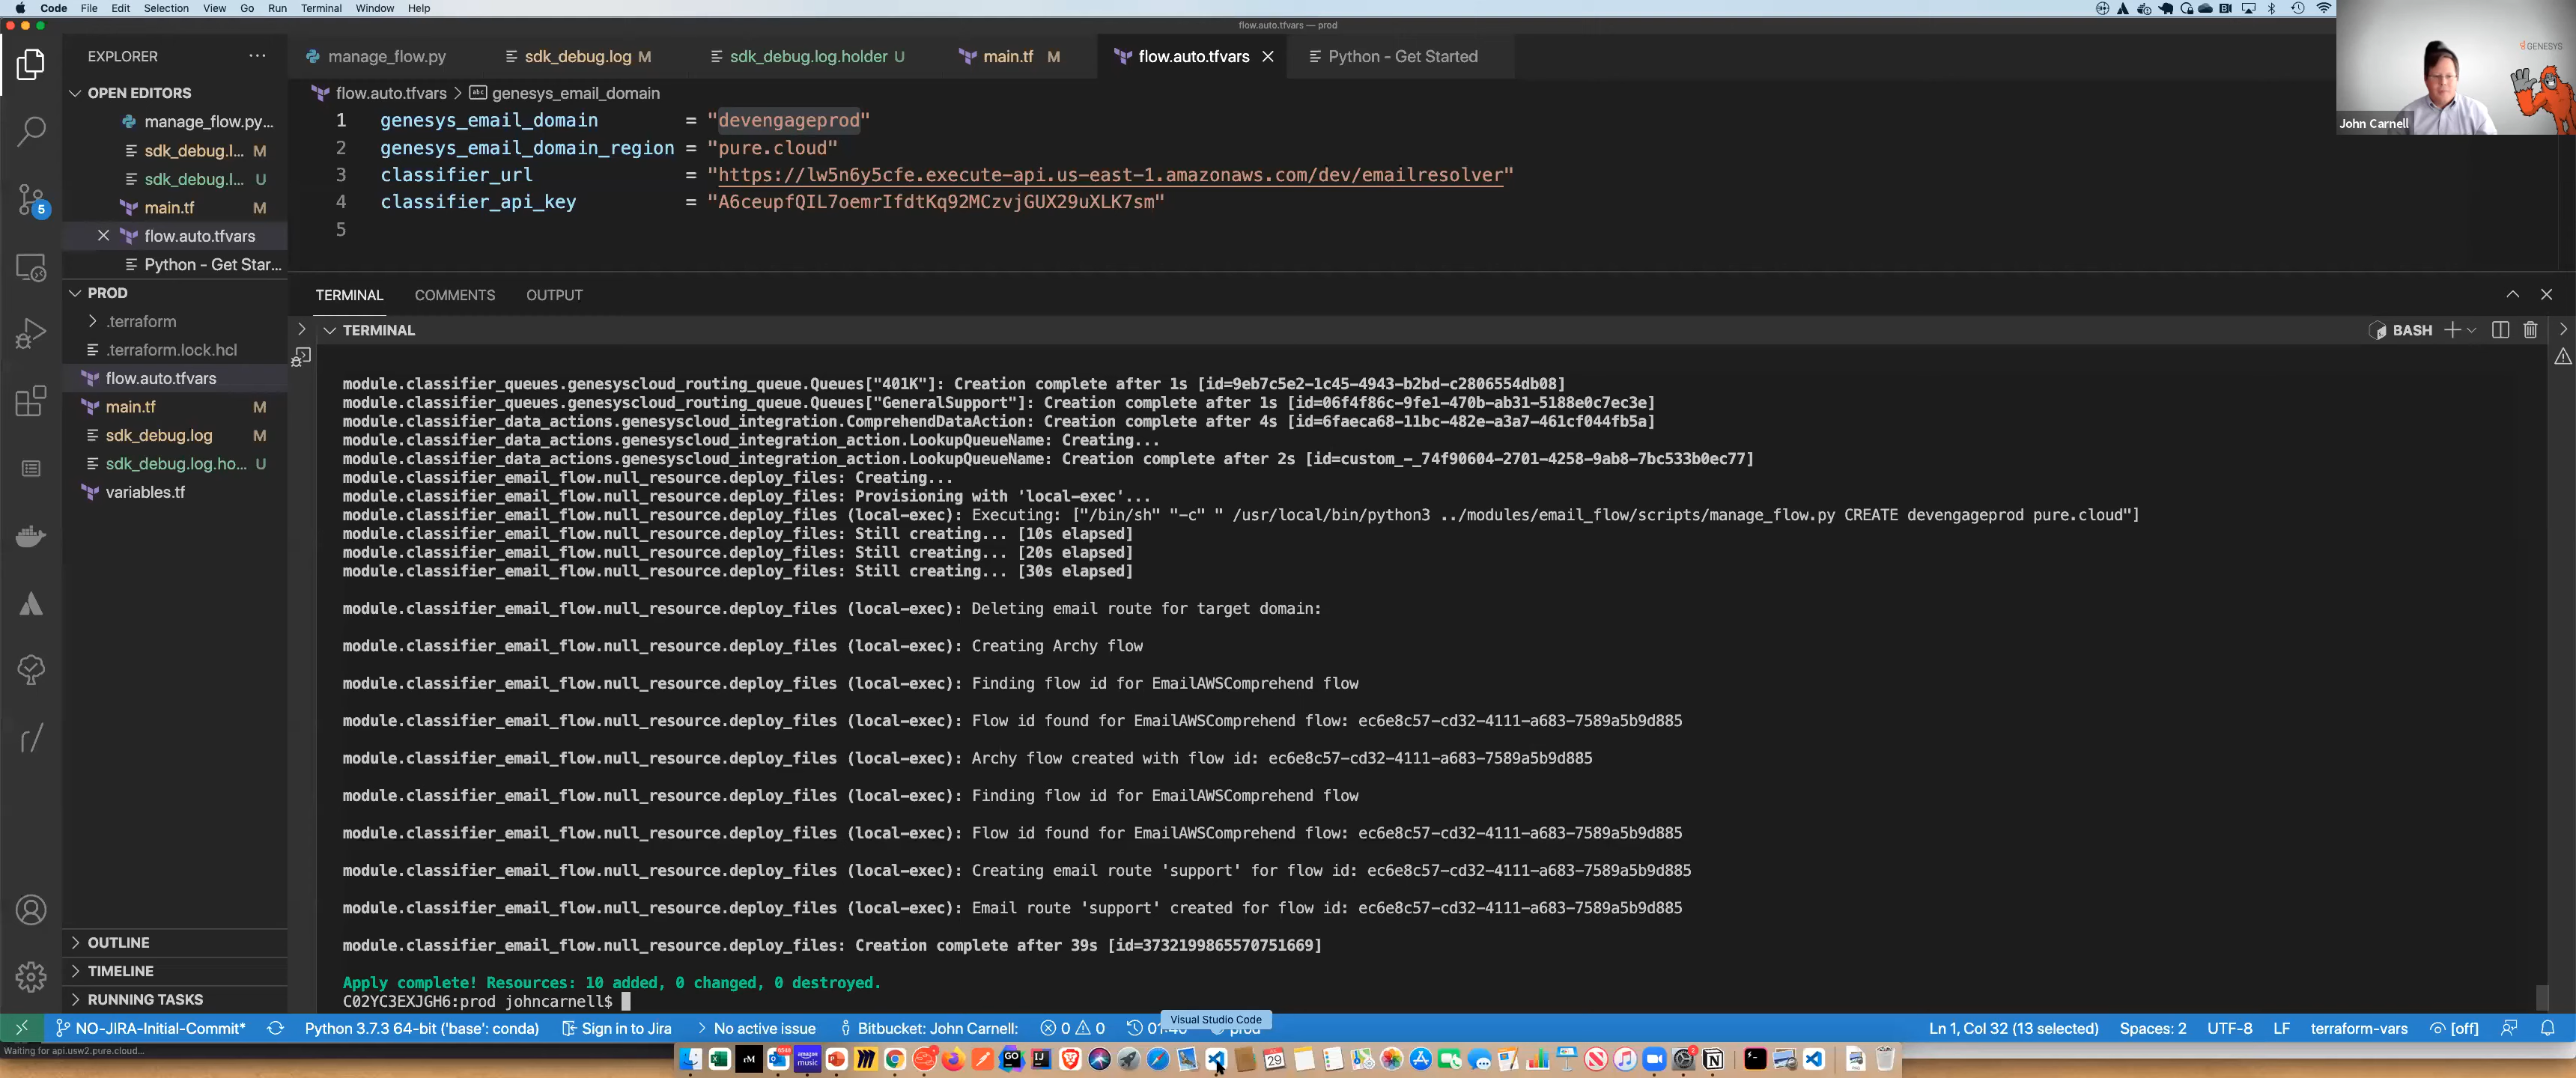 Code File Edit Selection View Go Run Terminal Window Help
flow.auto.tfvars — prod
EXPLORER
manage_flow.py
sdk_debug.log M
sdk_debug.log.holder U
main.tf M
flow.auto.tfvars
Python - Get Started
GENESYS
John Carnell
OPEN EDITORS
manage_flow.py...
sdk_debug.l... M
sdk_debug.l... U
main.tf M
flow.auto.tfvars
Python - Get Star...
PROD
.terraform
.terraform.lock.hcl
flow.auto.tfvars
main.tf M
sdk_debug.log M
sdk_debug.log.ho... U
variables.tf
5
OUTLINE
TIMELINE
RUNNING TASKS
flow.auto.tfvars > genesys_email_domain
1 genesys_email_domain = "devengageprod"
2 genesys_email_domain_region = "pure.cloud"
3 classifier_url = "https://lw5n6y5cfe.execute-api.us-east-1.amazonaws.com/dev/emailresolver"
4 classifier_api_key = "A6ceupfQIL7oemrIfdtKq92MCzvjGUX29uXLK7sm"
5
TERMINAL COMMENTS OUTPUT
TERMINAL
BASH
module.classifier_queues.genesyscloud_routing_queue.Queues["401K"]: Creation complete after 1s [id=9eb7c5e2-1c45-4943-b2bd-c2806554db08]
module.classifier_queues.genesyscloud_routing_queue.Queues["GeneralSupport"]: Creation complete after 1s [id=06f4f86c-9fe1-470b-ab31-5188e0c7ec3e]
module.classifier_data_actions.genesyscloud_integration.ComprehendDataAction: Creation complete after 4s [id=6faeca68-11bc-482e-a3a7-461cf044fb5a]
module.classifier_data_actions.genesyscloud_integration_action.LookupQueueName: Creating...
module.classifier_data_actions.genesyscloud_integration_action.LookupQueueName: Creation complete after 2s [id=custom_-_74f90604-2701-4258-9ab8-7bc533b0ec77]
module.classifier_email_flow.null_resource.deploy_files: Creating...
module.classifier_email_flow.null_resource.deploy_files: Provisioning with 'local-exec'...
module.classifier_email_flow.null_resource.deploy_files (local-exec): Executing: ["/bin/sh" "-c" " /usr/local/bin/python3 ../modules/email_flow/scripts/manage_flow.py CREATE devengageprod pure.cloud"]
module.classifier_email_flow.null_resource.deploy_files: Still creating... [10s elapsed]
module.classifier_email_flow.null_resource.deploy_files: Still creating... [20s elapsed]
module.classifier_email_flow.null_resource.deploy_files: Still creating... [30s elapsed]
module.classifier_email_flow.null_resource.deploy_files (local-exec): Deleting email route for target domain:
module.classifier_email_flow.null_resource.deploy_files (local-exec): Creating Archy flow
module.classifier_email_flow.null_resource.deploy_files (local-exec): Finding flow id for EmailAWSComprehend flow
module.classifier_email_flow.null_resource.deploy_files (local-exec): Flow id found for EmailAWSComprehend flow: ec6e8c57-cd32-4111-a683-7589a5b9d885
module.classifier_email_flow.null_resource.deploy_files (local-exec): Archy flow created with flow id: ec6e8c57-cd32-4111-a683-7589a5b9d885
module.classifier_email_flow.null_resource.deploy_files (local-exec): Finding flow id for EmailAWSComprehend flow
module.classifier_email_flow.null_resource.deploy_files (local-exec): Flow id found for EmailAWSComprehend flow: ec6e8c57-cd32-4111-a683-7589a5b9d885
module.classifier_email_flow.null_resource.deploy_files (local-exec): Creating email route 'support' for flow id: ec6e8c57-cd32-4111-a683-7589a5b9d885
module.classifier_email_flow.null_resource.deploy_files (local-exec): Email route 'support' created for flow id: ec6e8c57-cd32-4111-a683-7589a5b9d885
module.classifier_email_flow.null_resource.deploy_files: Creation complete after 39s [id=3732199865570751669]
Apply complete! Resources: 10 added, 0 changed, 0 destroyed.
C02YC3EXJGH6:prod johncarnell$
Visual Studio Code
NO-JIRA-Initial-Commit* Python 3.7.3 64-bit ('base': conda) Sign in to Jira No active issue Bitbucket: John Carnell: 0 0 prod Ln 1, Col 32 (13 selected) Spaces: 2 UTF-8 LF terraform-vars [off]
Waiting for api.usw2.pure.cloud...